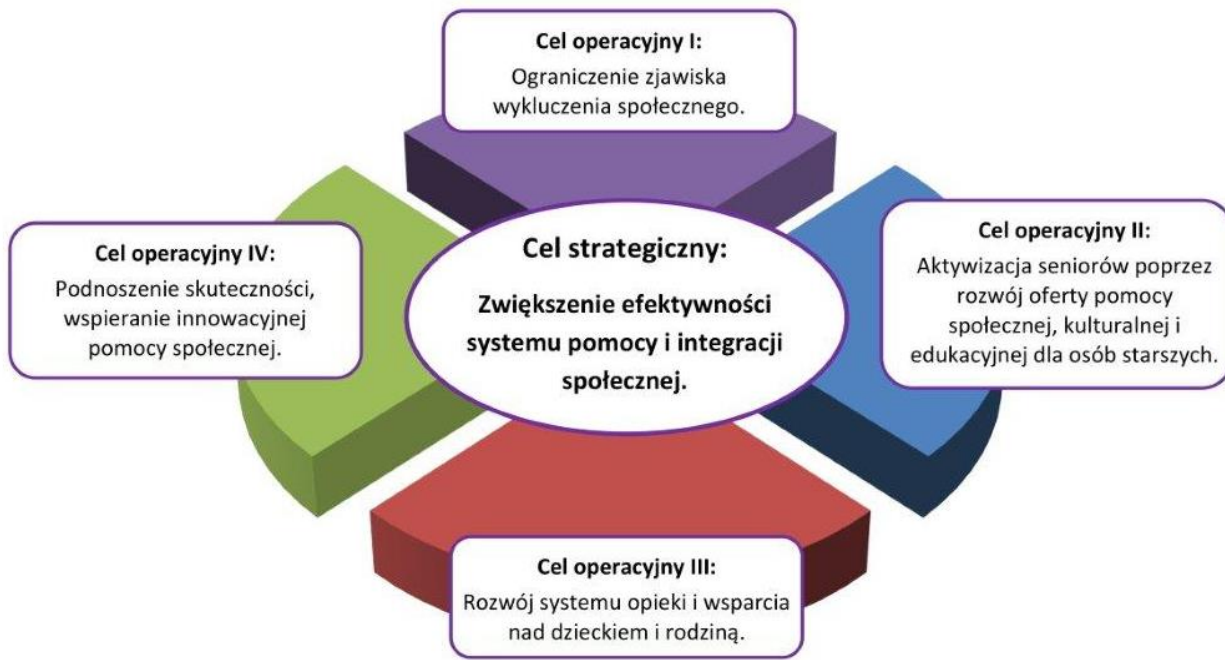 Cel operacyjny I:
Ograniczenie zjawiska
wykluczenia społecznego.
Cel operacyjny IV:
Podnoszenie skuteczności,
wspieranie innowacyjnej
pomocy społecznej.
Cel strategiczny:
Zwiększenie efektywności
systemu pomocy i integracji
społecznej.
Cel operacyjny II:
Aktywizacja seniorów poprzez
rozwój oferty pomocy
społecznej, kulturalnej i
edukacyjnej dla osób starszych.
Cel operacyjny III:
Rozwój systemu opieki i wsparcia
nad dzieckiem i rodziną.